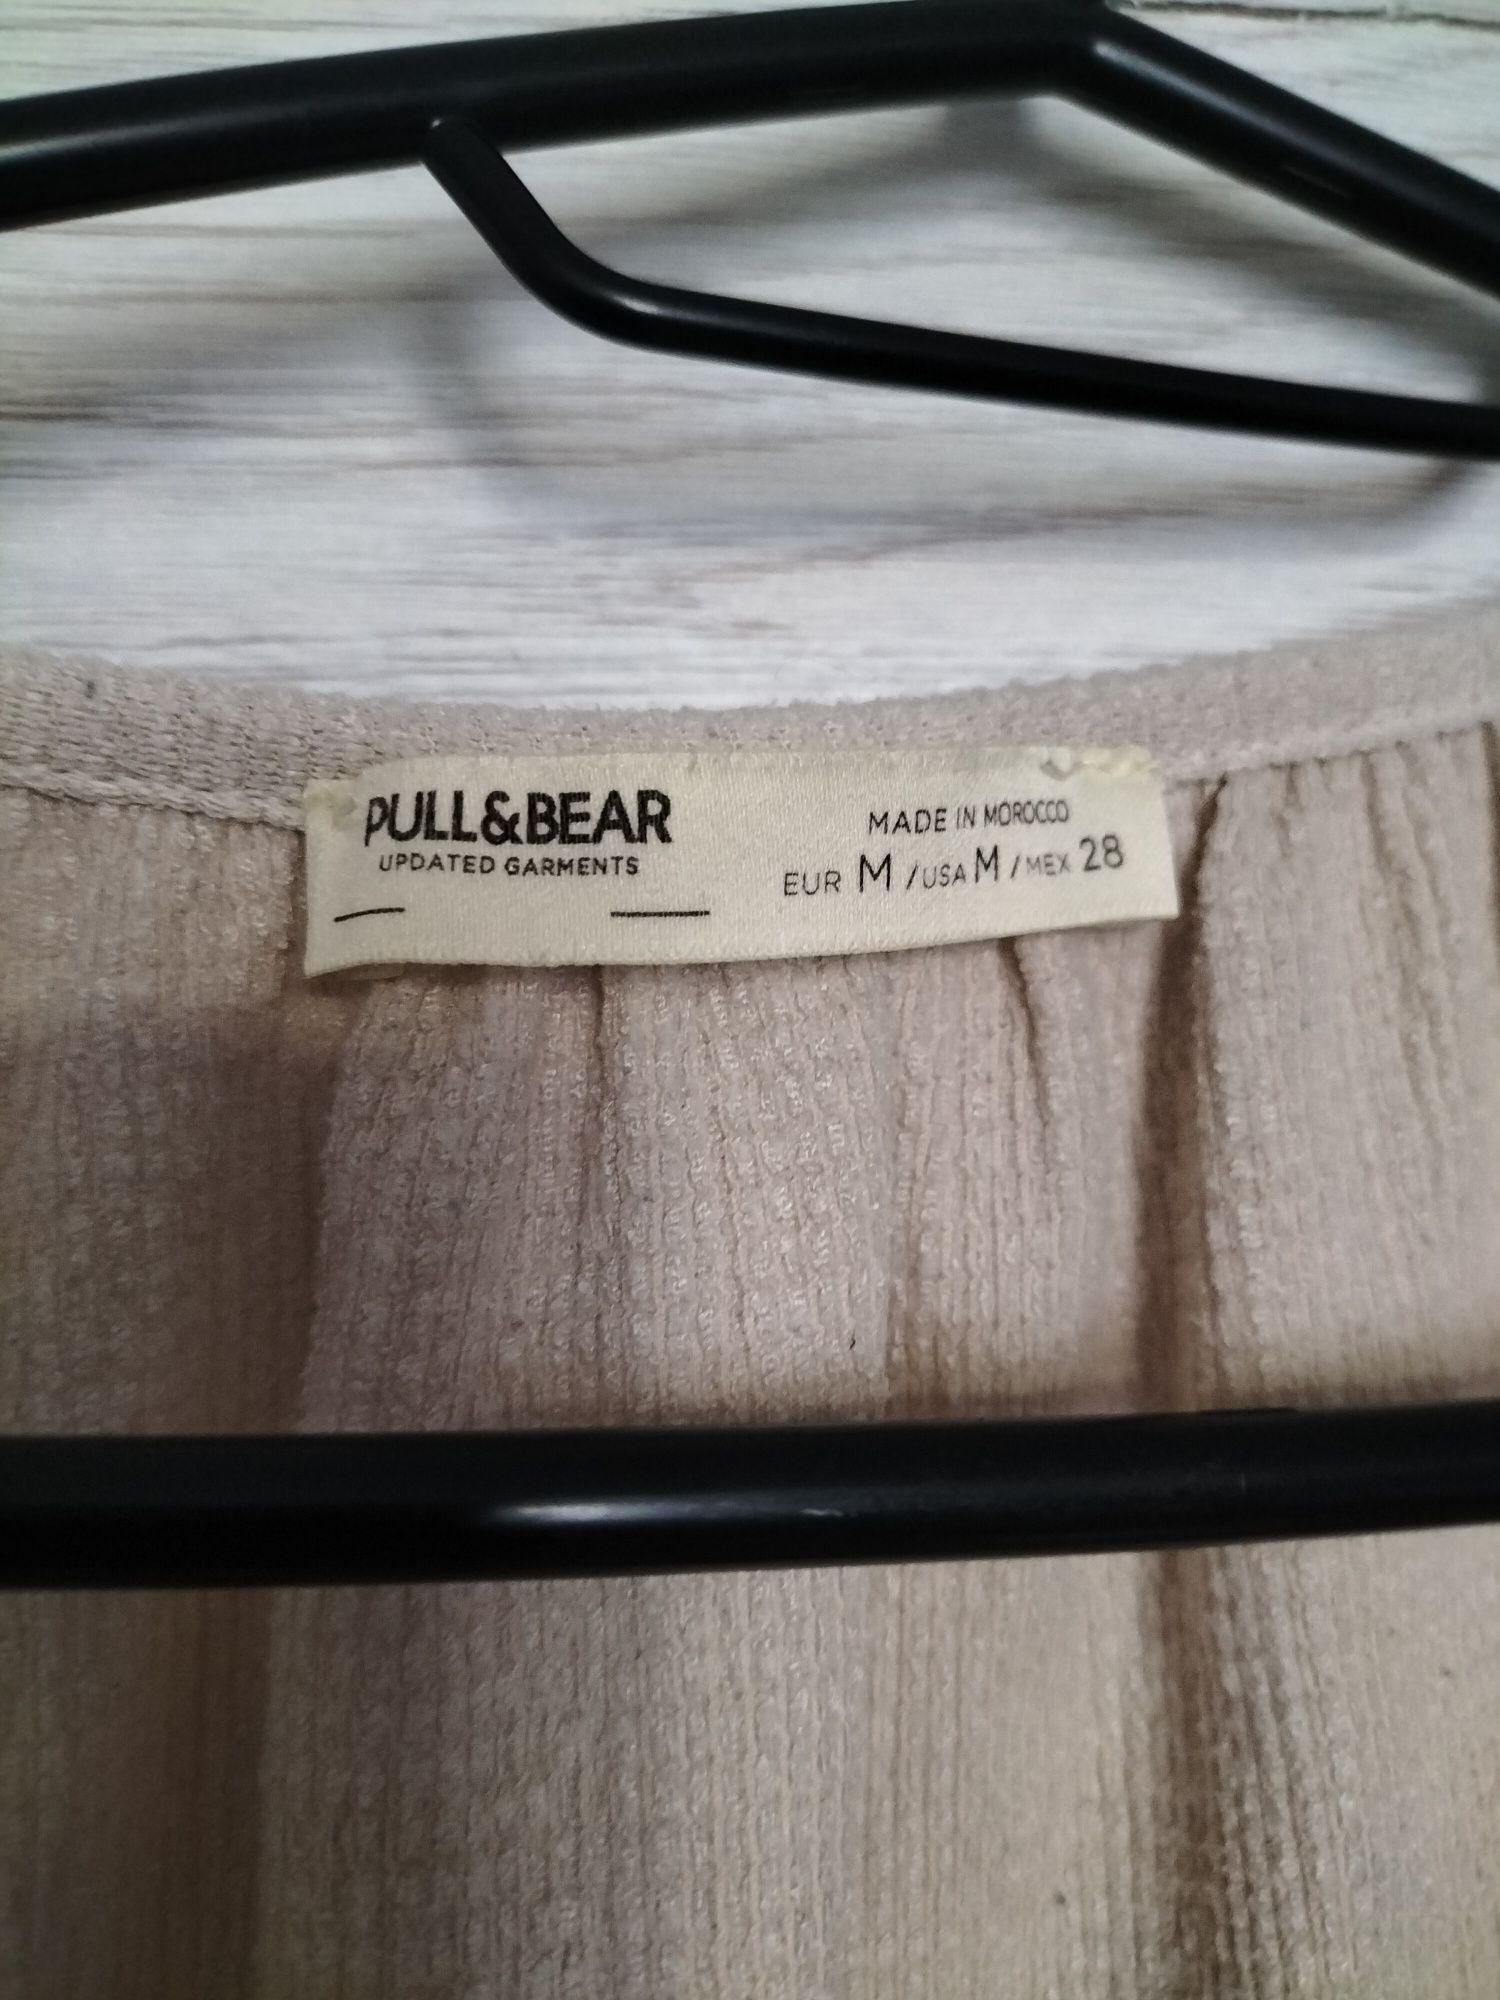 PULL&BEAR
UPDATED GARMENTS
MADE IN MOROCCO
EUR M / USA M / MEX 28